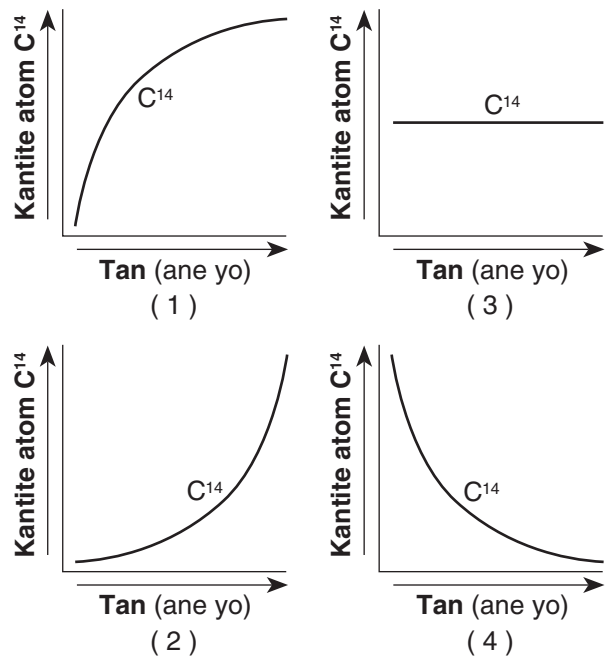 Kantite atom C¹⁴
C¹⁴
Tan (ane yo)
( 1 )
Kantite atom C¹⁴
C¹⁴
Tan (ane yo)
( 3 )
Kantite atom C¹⁴
C¹⁴
Tan (ane yo)
( 2 )
Kantite atom C¹⁴
C¹⁴
Tan (ane yo)
( 4 )